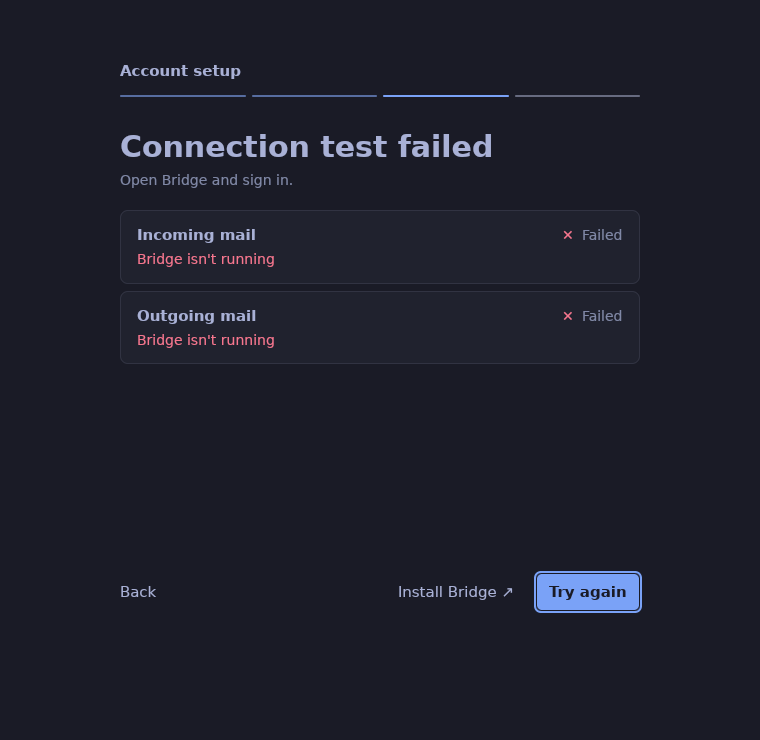 Account setup
Connection test failed
Open Bridge and sign in.
Incoming mail
✕ Failed
Bridge isn't running
Outgoing mail
✕ Failed
Bridge isn't running
Back
Install Bridge ↗
Try again